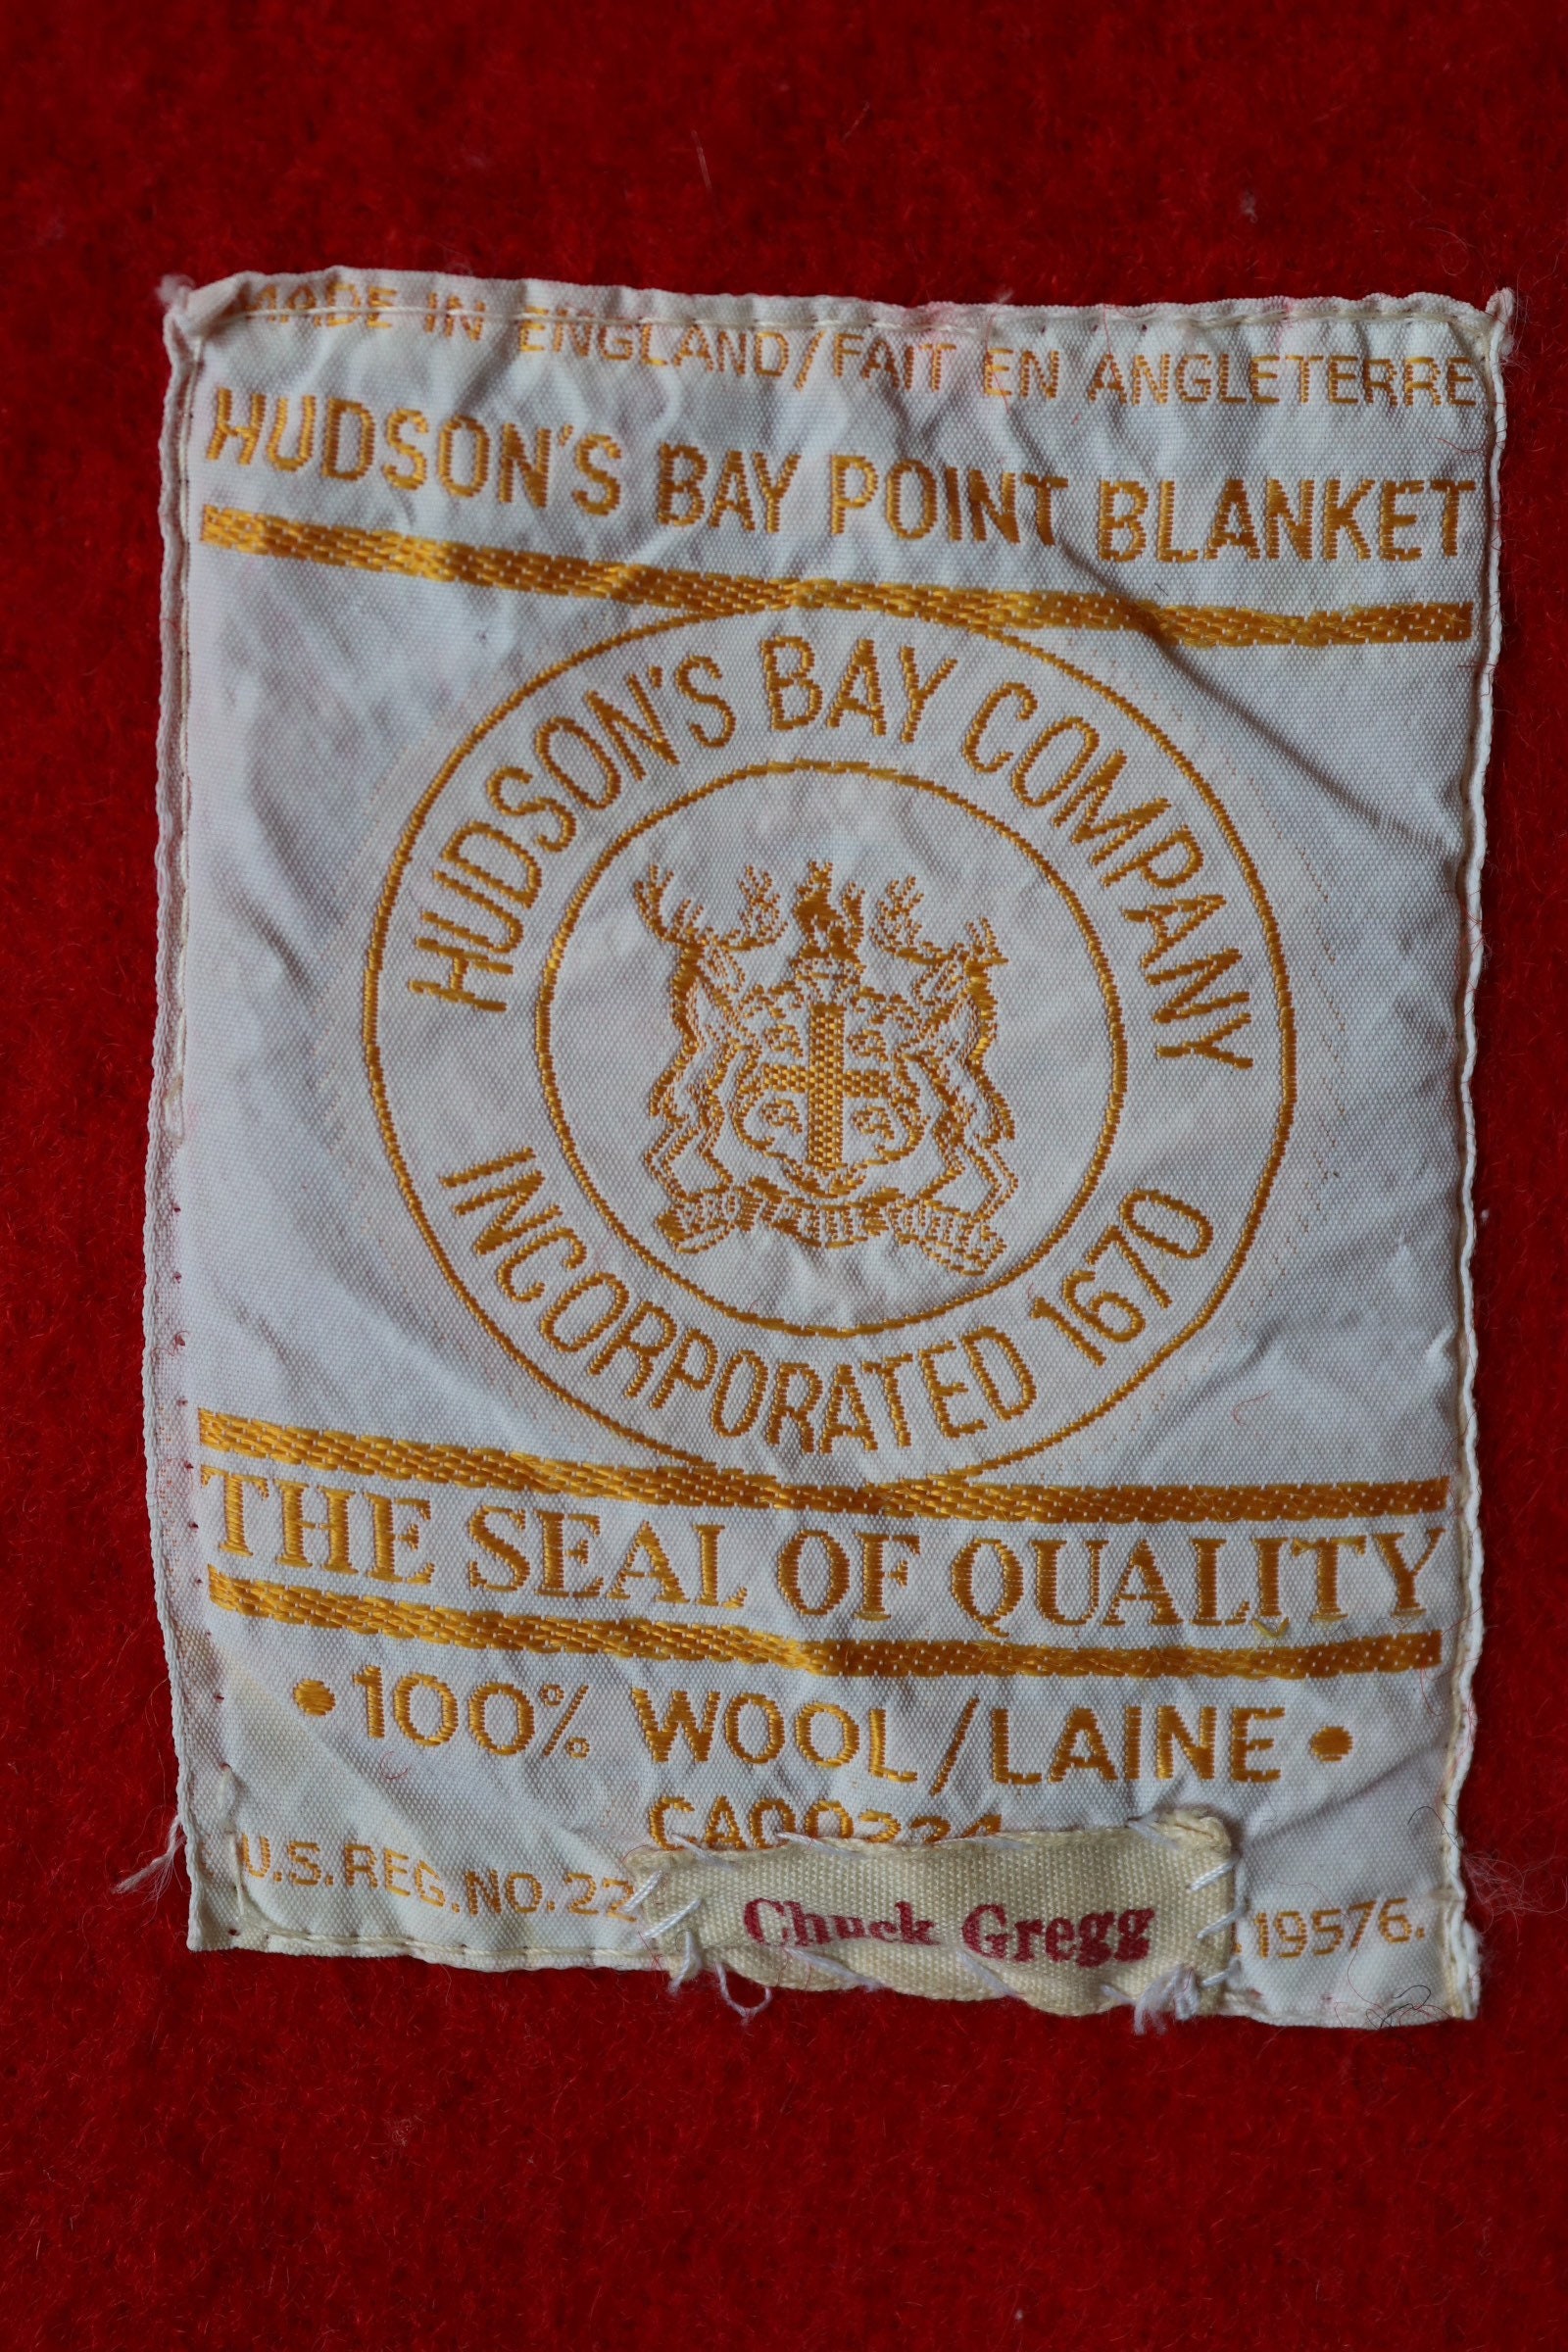 MADE IN ENGLAND/FAIT EN ANGLETERRE
HUDSON'S BAY POINT BLANKET
HUDSON'S BAY COMPANY
INCORPORATED 1670
THE SEAL OF QUALITY
•100% WOOL/LAINE•
CA00234
U.S.REG.NO.22
19576.
Chuck Gregg